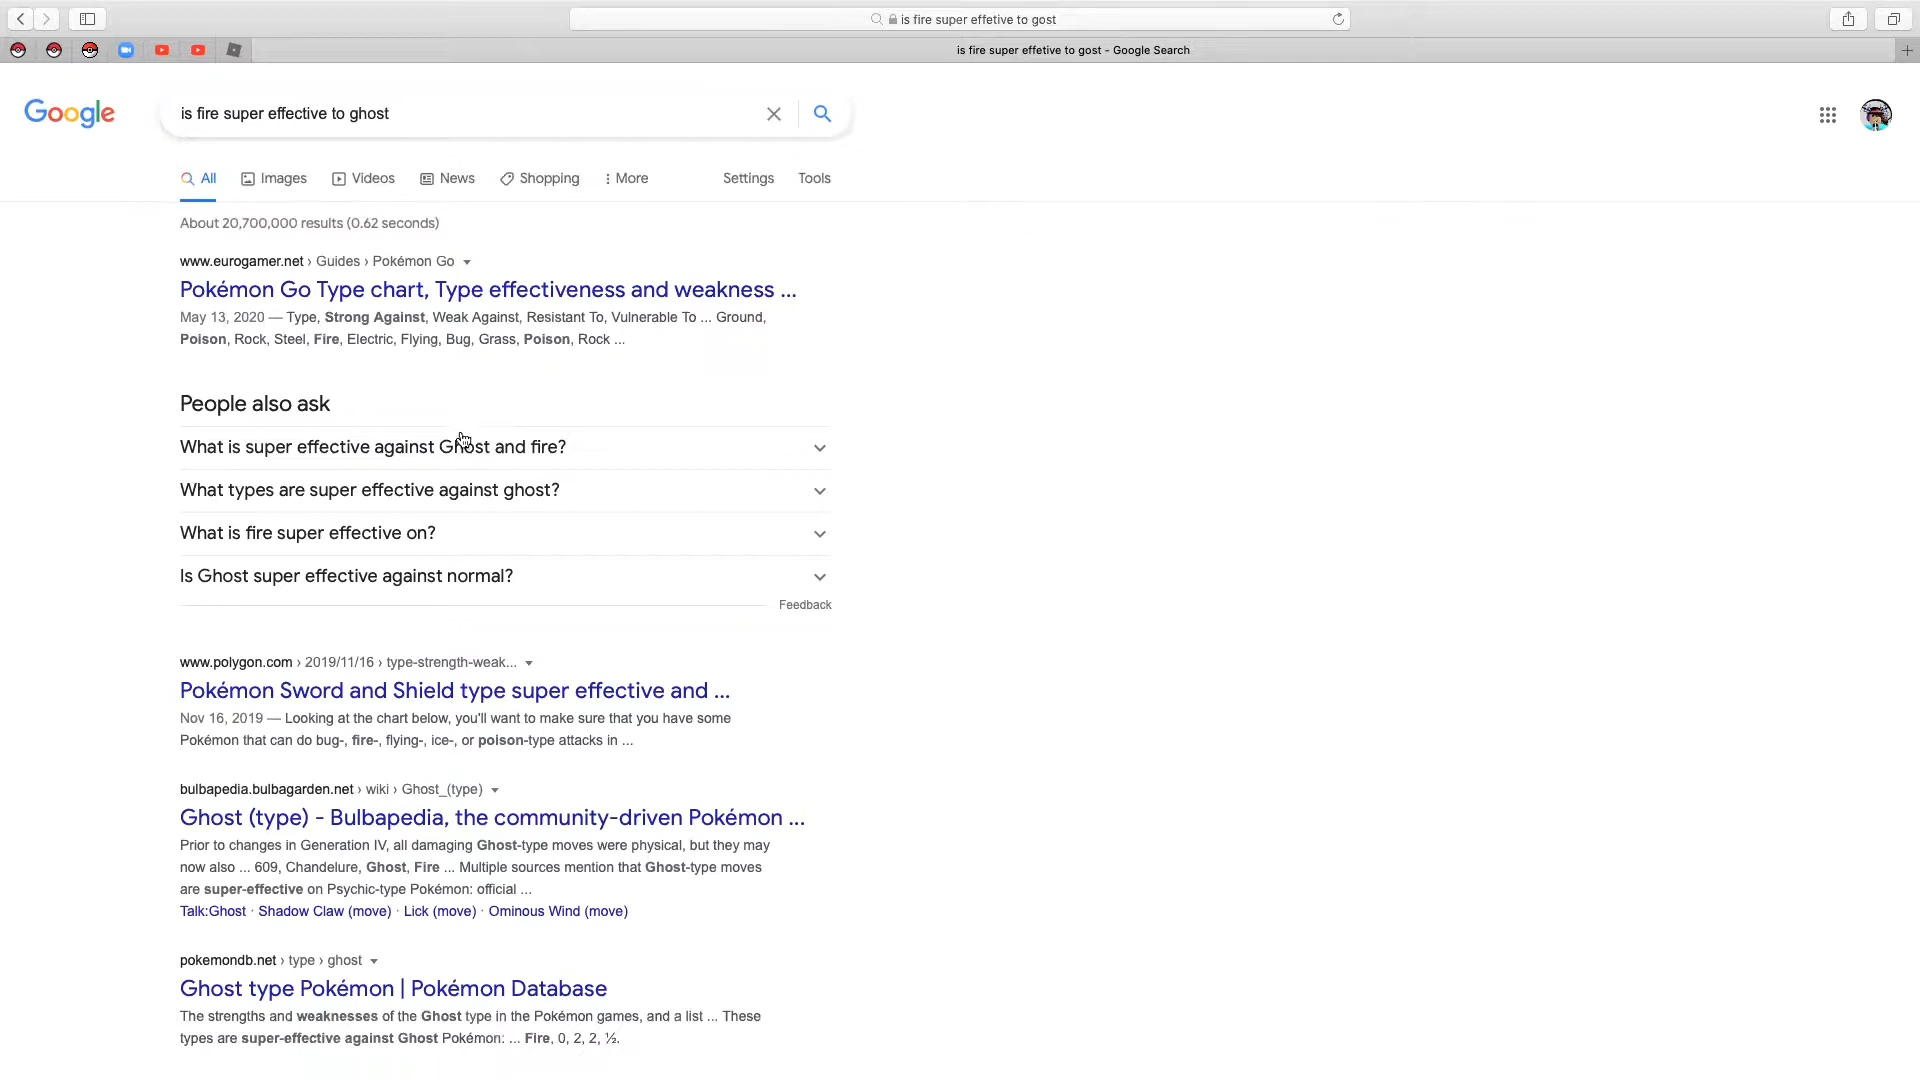 is fire super effetive to gost
is fire super effetive to gost - Google Search
Google
is fire super effective to ghost
All Images Videos News Shopping More Settings Tools
About 20,700,000 results (0.62 seconds)
www.eurogamer.net › Guides › Pokémon Go
Pokémon Go Type chart, Type effectiveness and weakness ...
May 13, 2020 — Type, Strong Against, Weak Against, Resistant To, Vulnerable To ... Ground,
Poison, Rock, Steel, Fire, Electric, Flying, Bug, Grass, Poison, Rock ...
People also ask
What is super effective against Ghost and fire?
What types are super effective against ghost?
What is fire super effective on?
Is Ghost super effective against normal?
Feedback
www.polygon.com › 2019/11/16 › type-strength-weak...
Pokémon Sword and Shield type super effective and ...
Nov 16, 2019 — Looking at the chart below, you'll want to make sure that you have some
Pokémon that can do bug-, fire-, flying-, ice-, or poison-type attacks in ...
bulbapedia.bulbagarden.net › wiki › Ghost_(type)
Ghost (type) - Bulbapedia, the community-driven Pokémon ...
Prior to changes in Generation IV, all damaging Ghost-type moves were physical, but they may
now also ... 609, Chandelure, Ghost, Fire ... Multiple sources mention that Ghost-type moves
are super-effective on Psychic-type Pokémon: official ...
Talk:Ghost · Shadow Claw (move) · Lick (move) · Ominous Wind (move)
pokemondb.net › type › ghost
Ghost type Pokémon | Pokémon Database
The strengths and weaknesses of the Ghost type in the Pokémon games, and a list ... These
types are super-effective against Ghost Pokémon: ... Fire, 0, 2, 2, ½.